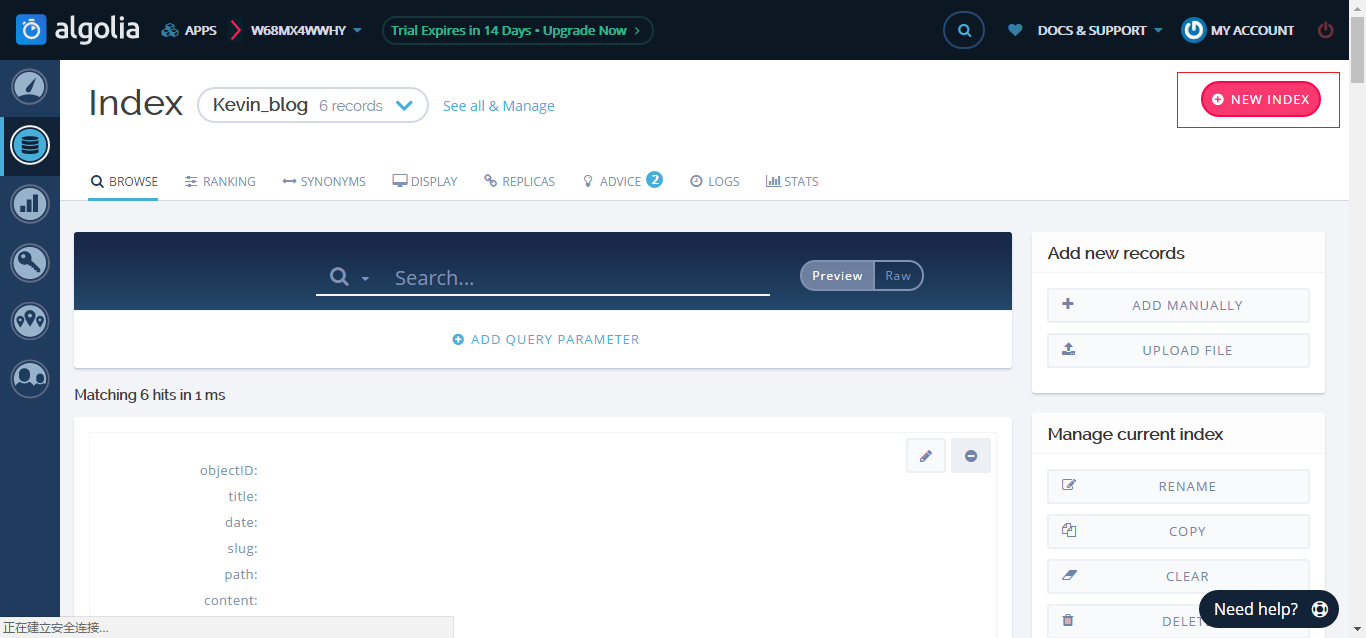 algolia APPS W68MX4WWHY Trial Expires in 14 Days • Upgrade Now DOCS & SUPPORT MY ACCOUNT
Index Kevin_blog 6 records See all & Manage NEW INDEX
BROWSE RANKING SYNONYMS DISPLAY REPLICAS ADVICE 2 LOGS STATS
Search... Preview Raw
ADD QUERY PARAMETER
Matching 6 hits in 1 ms
objectID:
title:
date:
slug:
path:
content:
Add new records
ADD MANUALLY
UPLOAD FILE
Manage current index
RENAME
COPY
CLEAR
DELET
Need help?
正在建立安全连接...